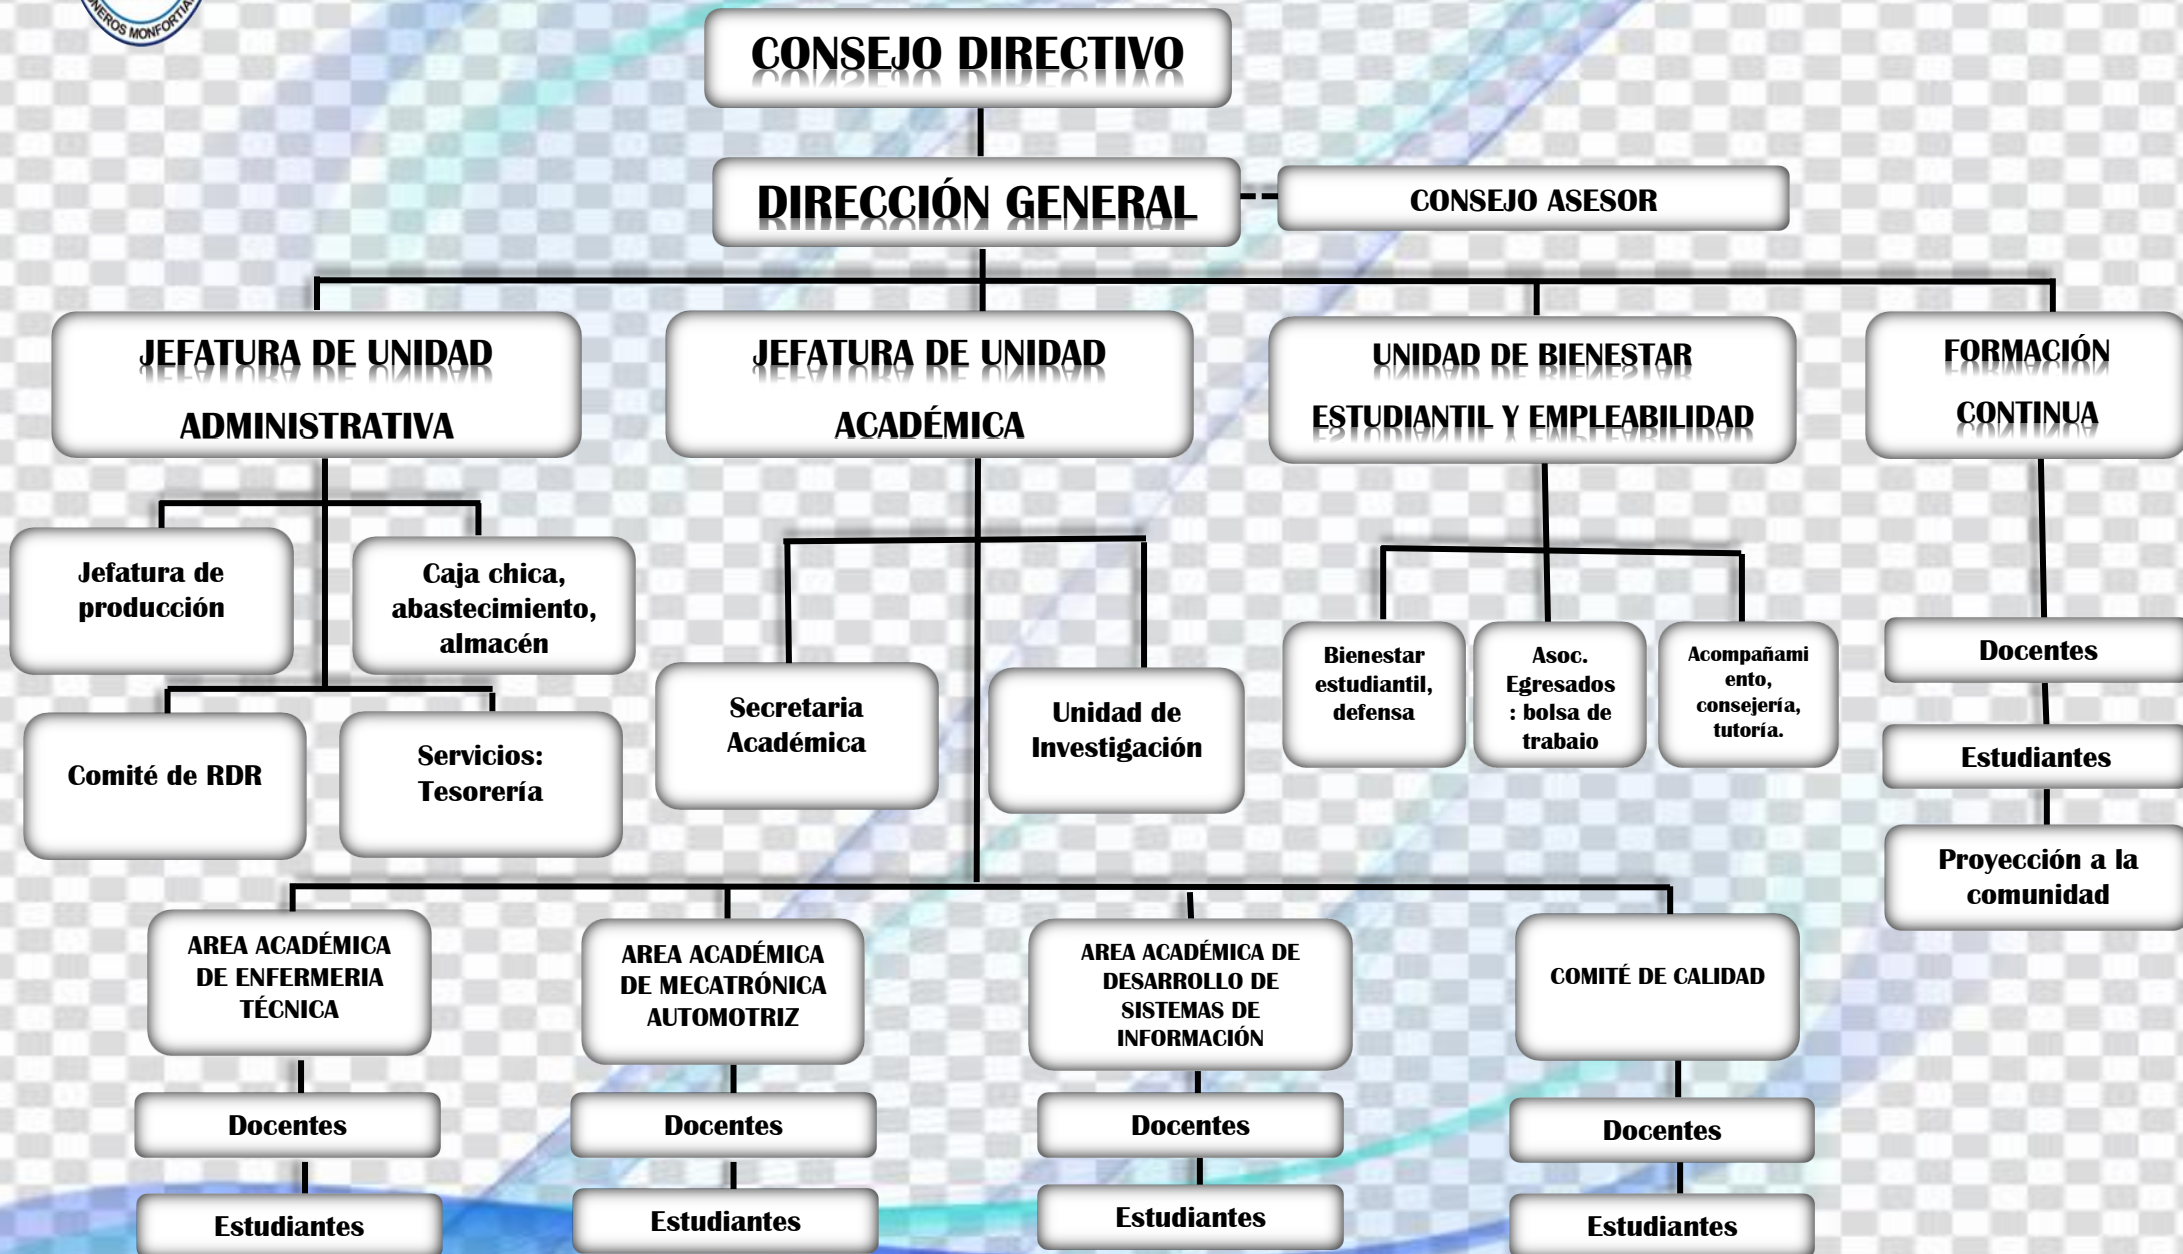 NEROS MONFORTIA
CONSEJO DIRECTIVO
DIRECCIÓN GENERAL
CONSEJO ASESOR
JEFATURA DE UNIDAD
ADMINISTRATIVA
JEFATURA DE UNIDAD
ACADÉMICA
UNIDAD DE BIENESTAR
ESTUDIANTIL Y EMPLEABILIDAD
FORMACIÓN
CONTINUA
Jefatura de
producción
Caja chica,
abastecimiento,
almacén
Comité de RDR
Servicios:
Tesorería
Secretaria
Académica
Unidad de
Investigación
Bienestar
estudiantil,
defensa
Asoc.
Egresados
: bolsa de
trabaio
Acompañami
ento,
consejería,
tutoría.
Docentes
Estudiantes
Proyección a la
comunidad
AREA ACADÉMICA
DE ENFERMERIA
TÉCNICA
Docentes
Estudiantes
AREA ACADÉMICA
DE MECATRÓNICA
AUTOMOTRIZ
Docentes
Estudiantes
AREA ACADÉMICA DE
DESARROLLO DE
SISTEMAS DE
INFORMACIÓN
Docentes
Estudiantes
COMITÉ DE CALIDAD
Docentes
Estudiantes